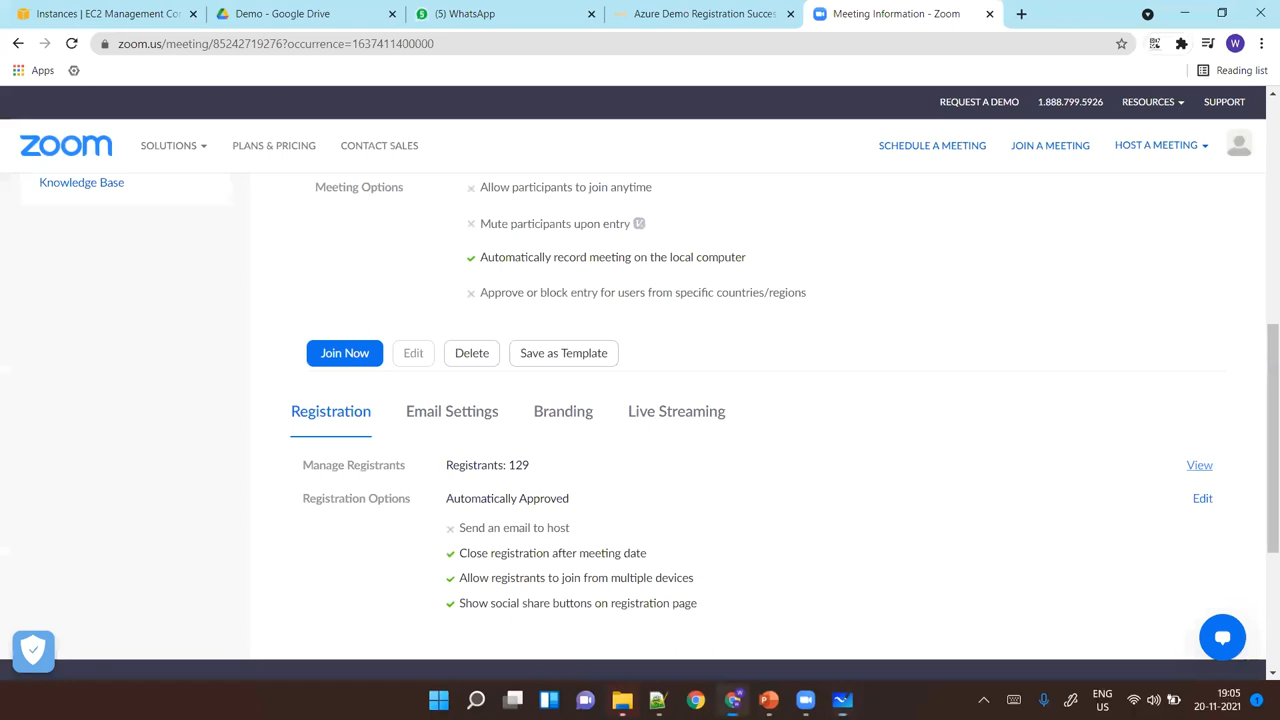 Instances | EC2 Management Co
Demo - Google Drive
(5) WhatsApp
Azure Demo Registration Succes
Meeting Information - Zoom
zoom.us/meeting/85242719276?occurrence=1637411400000
W
Apps
Reading list
REQUEST A DEMO 1.888.799.5926 RESOURCES SUPPORT
zoom
SOLUTIONS PLANS & PRICING CONTACT SALES
SCHEDULE A MEETING JOIN A MEETING HOST A MEETING
Knowledge Base
Meeting Options
Allow participants to join anytime
Mute participants upon entry
Automatically record meeting on the local computer
Approve or block entry for users from specific countries/regions
Join Now Edit Delete Save as Template
Registration Email Settings Branding Live Streaming
Manage Registrants Registrants: 129 View
Registration Options Automatically Approved Edit
Send an email to host
Close registration after meeting date
Allow registrants to join from multiple devices
Show social share buttons on registration page
ENG
US
19:05
20-11-2021
1